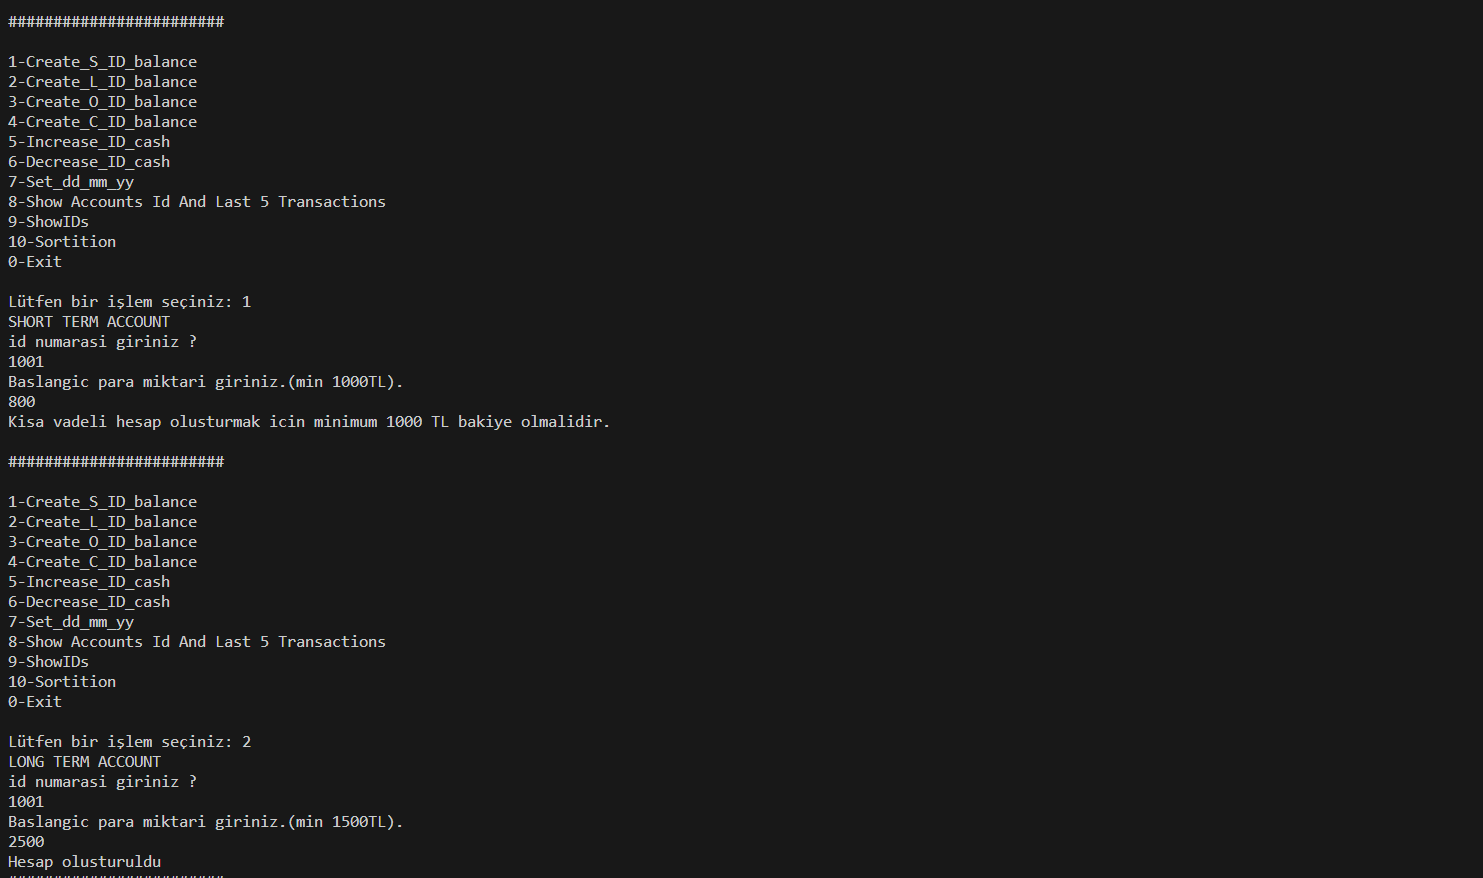 ########################
1-Create_S_ID_balance
2-Create_L_ID_balance
3-Create_O_ID_balance
4-Create_C_ID_balance
5-Increase_ID_cash
6-Decrease_ID_cash
7-Set_dd_mm_yy
8-Show Accounts Id And Last 5 Transactions
9-ShowIDs
10-Sortition
0-Exit
Lütfen bir işlem seçiniz: 1
SHORT TERM ACCOUNT
id numarasi giriniz ?
1001
Baslangic para miktari giriniz.(min 1000TL).
800
Kisa vadeli hesap olusturmak icin minimum 1000 TL bakiye olmalidir.
########################
1-Create_S_ID_balance
2-Create_L_ID_balance
3-Create_O_ID_balance
4-Create_C_ID_balance
5-Increase_ID_cash
6-Decrease_ID_cash
7-Set_dd_mm_yy
8-Show Accounts Id And Last 5 Transactions
9-ShowIDs
10-Sortition
0-Exit
Lütfen bir işlem seçiniz: 2
LONG TERM ACCOUNT
id numarasi giriniz ?
1001
Baslangic para miktari giriniz.(min 1500TL).
2500
Hesap olusturuldu
########################